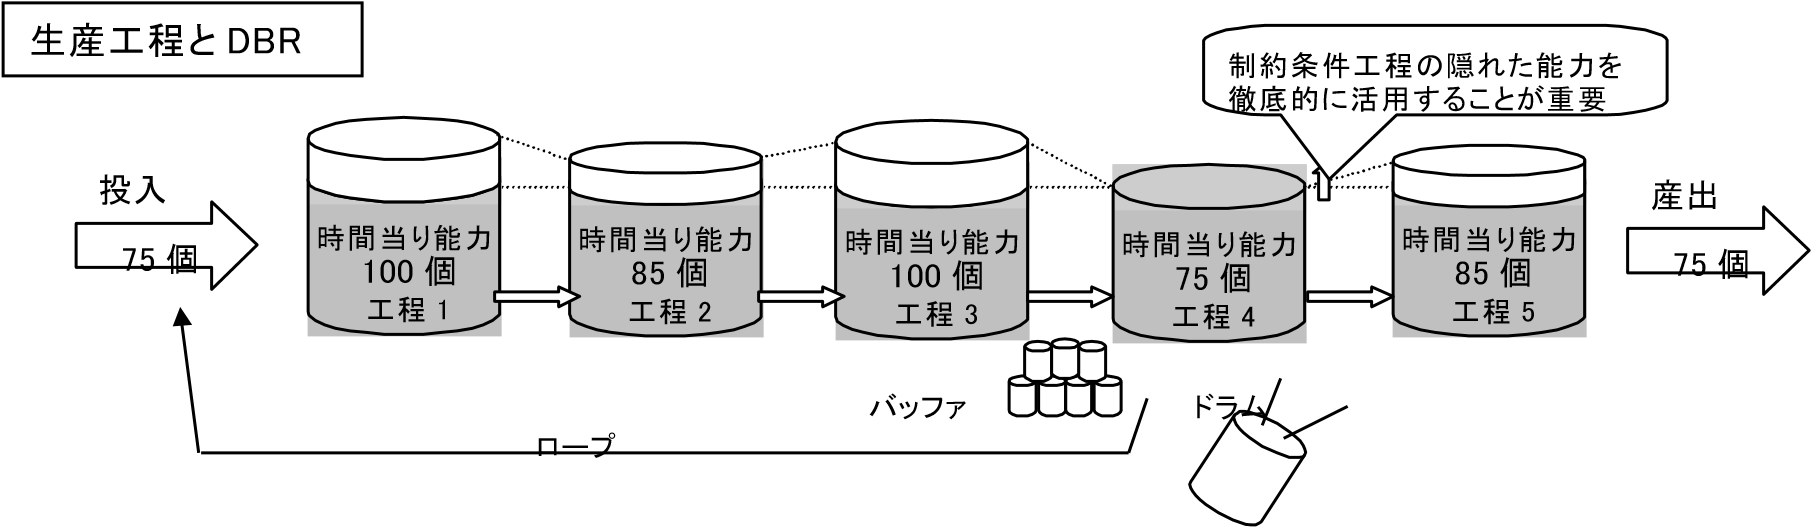 生産工程とDBR
制約条件工程の隠れた能力を
徹底的に活用することが重要
投入
75 個
時間当り能力
100 個
工程 1
時間当り能力
85 個
工程 2
時間当り能力
100 個
工程 3
時間当り能力
75 個
工程 4
時間当り能力
85 個
工程 5
産出
75 個
バッファ
ドラム
ロープ